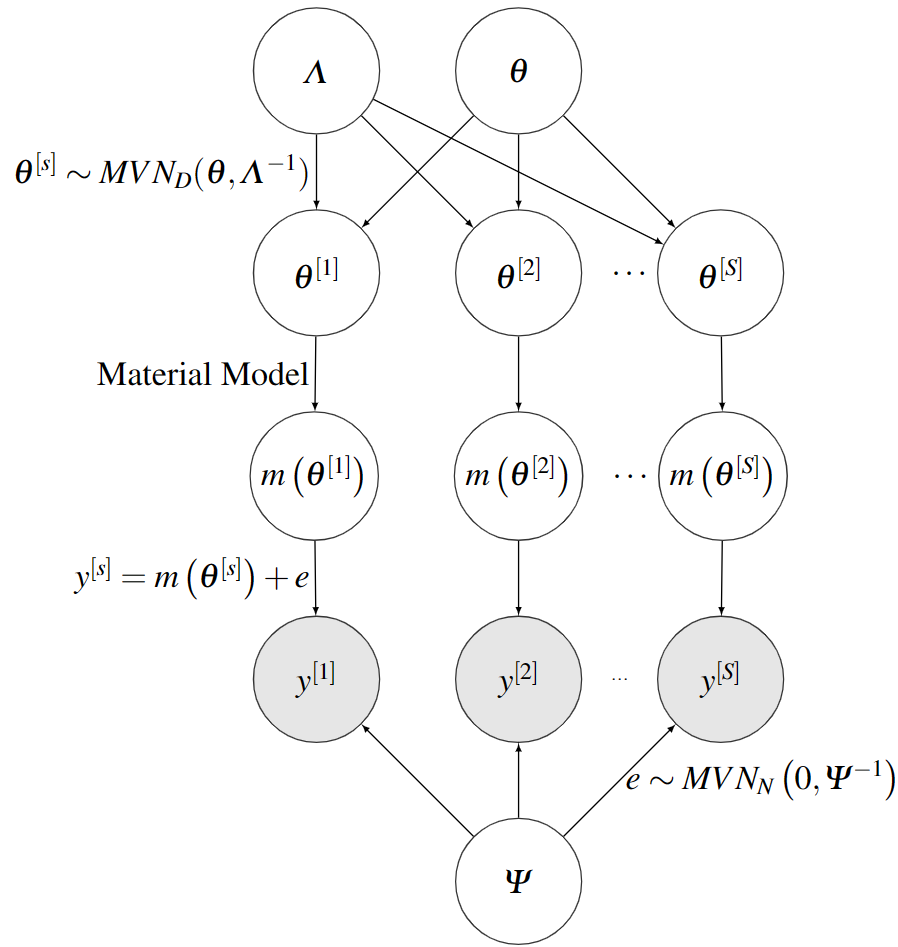 Λ θ
θ^[s] ∼ MVN_D(θ, Λ^−1)
θ^[1] θ^[2] ⋯ θ^[S]
Material Model
m(θ^[1]) m(θ^[2]) ⋯ m(θ^[S])
y^[s] = m(θ^[s]) + e
y^[1] y^[2] ... y^[S]
e ∼ MVN_N(0, Ψ^−1)
Ψ